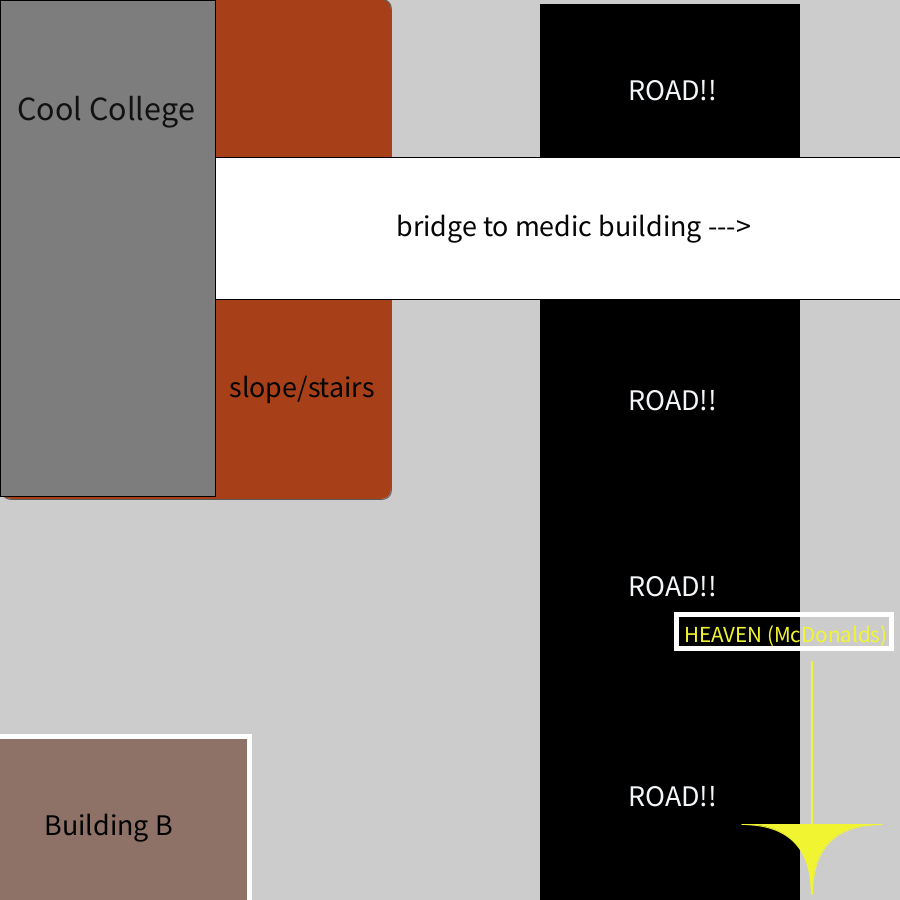 Cool College
ROAD!!
bridge to medic building --->
slope/stairs
ROAD!!
ROAD!!
HEAVEN (McDonalds)
ROAD!!
Building B